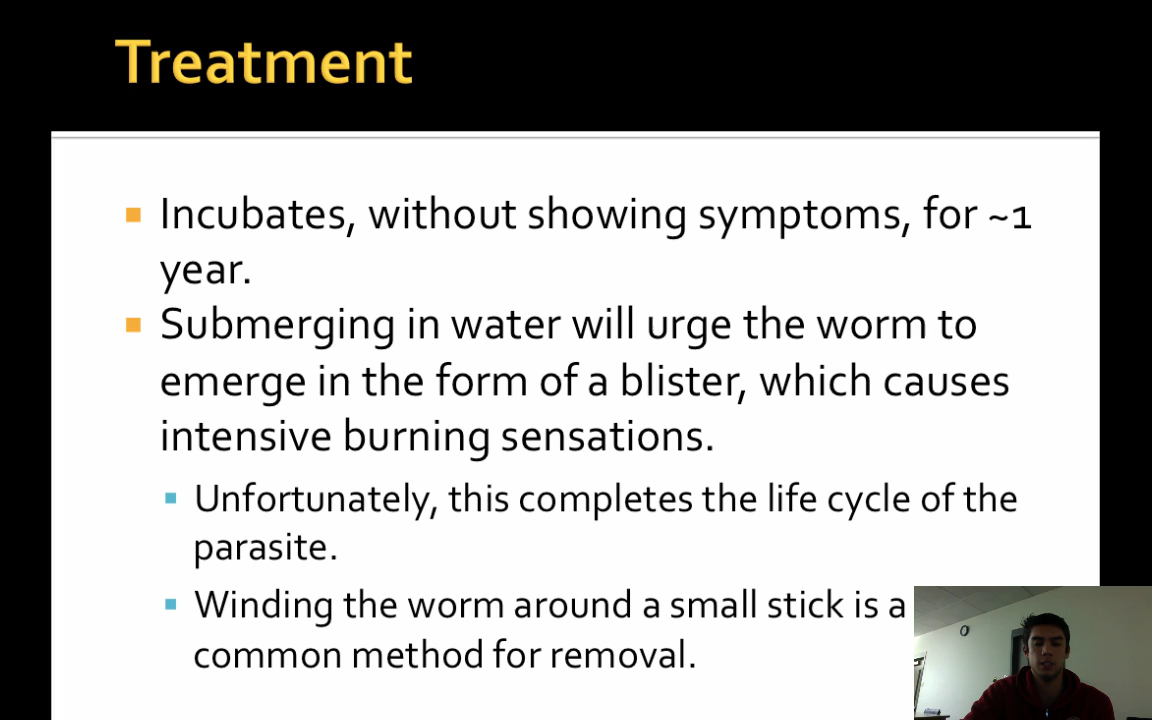 Treatment
Incubates, without showing symptoms, for ~1
year.
Submerging in water will urge the worm to
emerge in the form of a blister, which causes
intensive burning sensations.
Unfortunately, this completes the life cycle of the
parasite.
Winding the worm around a small stick is a
common method for removal.